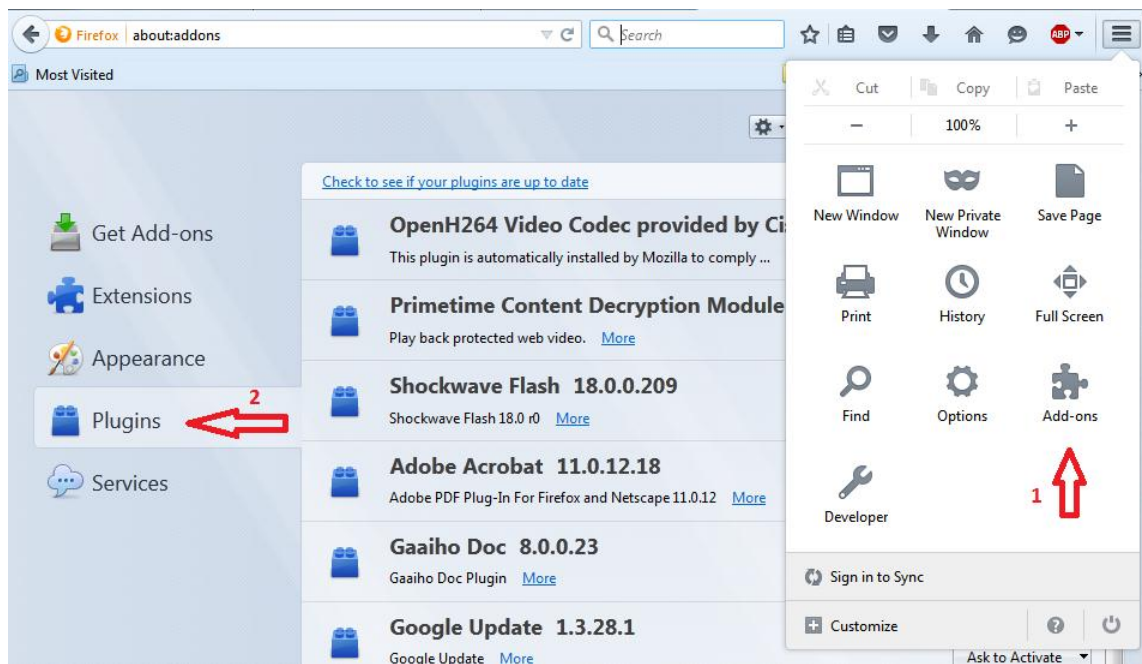 Firefox about:addons Search ABP
Most Visited
Cut Copy Paste
100%
New Window New Private Window Save Page
Print History Full Screen
Find Options Add-ons
1
Developer
Sign in to Sync
Customize
Get Add-ons
Extensions
Appearance
Plugins 2
Services
Check to see if your plugins are up to date
OpenH264 Video Codec provided by
This plugin is automatically installed by Mozilla to comply ...
Primetime Content Decryption Module
Play back protected web video. More
Shockwave Flash 18.0.0.209
Shockwave Flash 18.0 r0 More
Adobe Acrobat 11.0.12.18
Adobe PDF Plug-In For Firefox and Netscape 11.0.12 More
Gaaiho Doc 8.0.0.23
Gaaiho Doc Plugin More
Google Update 1.3.28.1
Google Update More
Ask to Activate